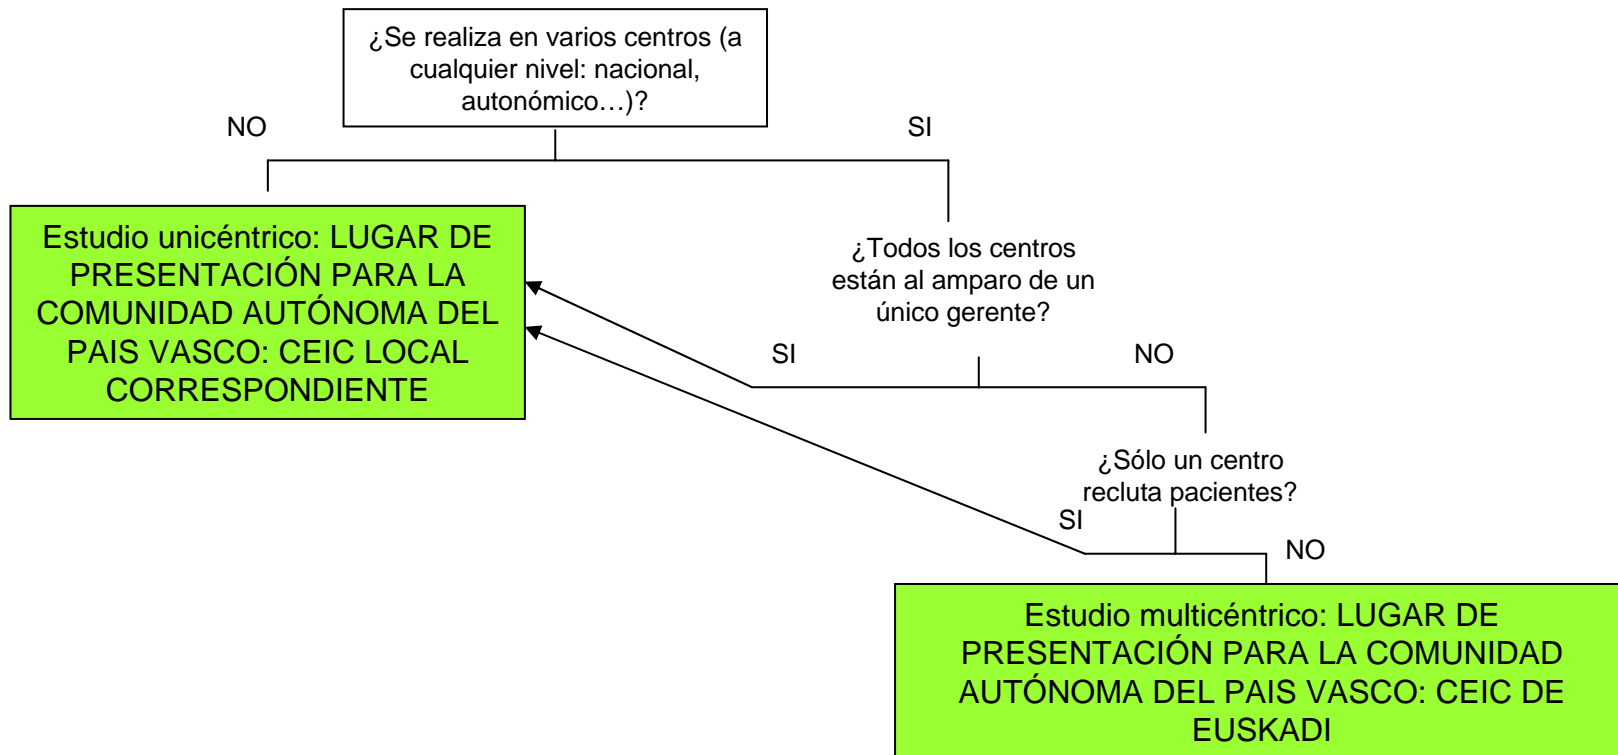 ¿Se realiza en varios centros (a
cualquier nivel: nacional,
autonómico…)?
NO
SI
Estudio unicéntrico: LUGAR DE
PRESENTACIÓN PARA LA
COMUNIDAD AUTÓNOMA DEL
PAIS VASCO: CEIC LOCAL
CORRESPONDIENTE
¿Todos los centros
están al amparo de un
único gerente?
SI
NO
¿Sólo un centro
recluta pacientes?
SI
NO
Estudio multicéntrico: LUGAR DE
PRESENTACIÓN PARA LA COMUNIDAD
AUTÓNOMA DEL PAIS VASCO: CEIC DE
EUSKADI